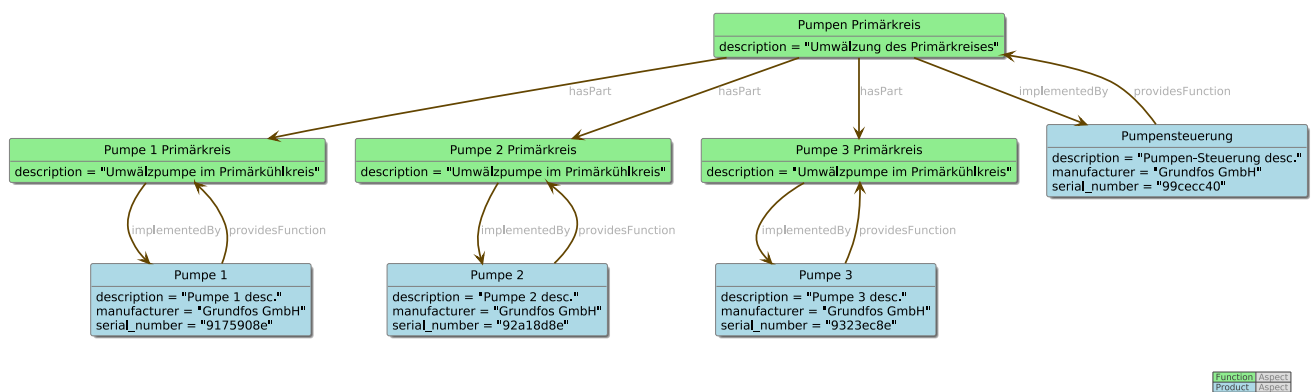 Pumpen Primärkreis
description = "Umwälzung des Primärkreises"
hasPart
hasPart
hasPart
implementedBy
providesFunction
Pumpe 1 Primärkreis
description = "Umwälzpumpe im Primärkühlkreis"
Pumpe 2 Primärkreis
description = "Umwälzpumpe im Primärkühlkreis"
Pumpe 3 Primärkreis
description = "Umwälzpumpe im Primärkühlkreis"
Pumpensteuerung
description = "Pumpen-Steuerung desc."
manufacturer = "Grundfos GmbH"
serial_number = "99cecc40"
implementedBy
providesFunction
implementedBy
providesFunction
implementedBy
providesFunction
Pumpe 1
description = "Pumpe 1 desc."
manufacturer = "Grundfos GmbH"
serial_number = "9175908e"
Pumpe 2
description = "Pumpe 2 desc."
manufacturer = "Grundfos GmbH"
serial_number = "92a18d8e"
Pumpe 3
description = "Pumpe 3 desc."
manufacturer = "Grundfos GmbH"
serial_number = "9323ec8e"
Function Aspect
Product Aspect